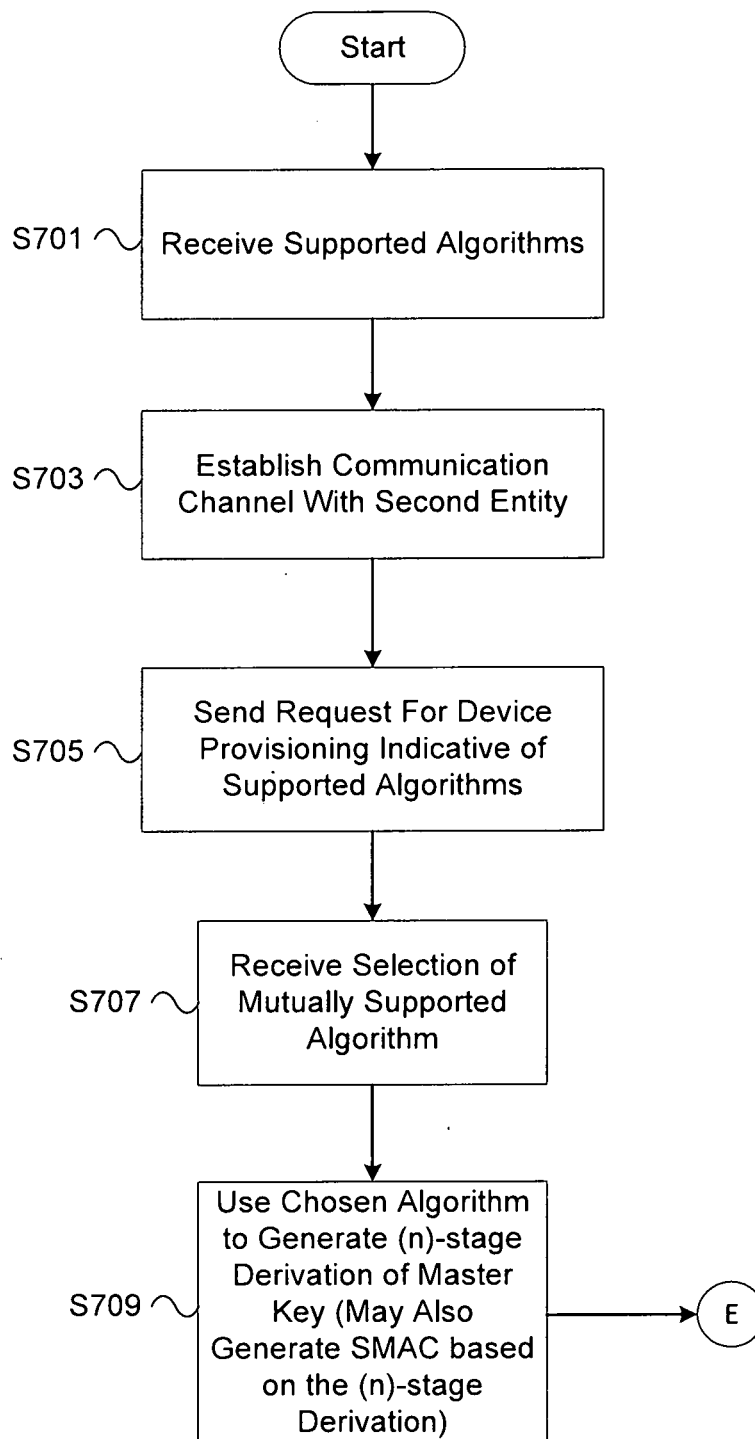 Start
S701
Receive Supported Algorithms
S703
Establish Communication
Channel With Second Entity
S705
Send Request For Device
Provisioning Indicative of
Supported Algorithms
S707
Receive Selection of
Mutually Supported
Algorithm
S709
Use Chosen Algorithm
to Generate (n)-stage
Derivation of Master
Key (May Also
Generate SMAC based
on the (n)-stage
Derivation)
E